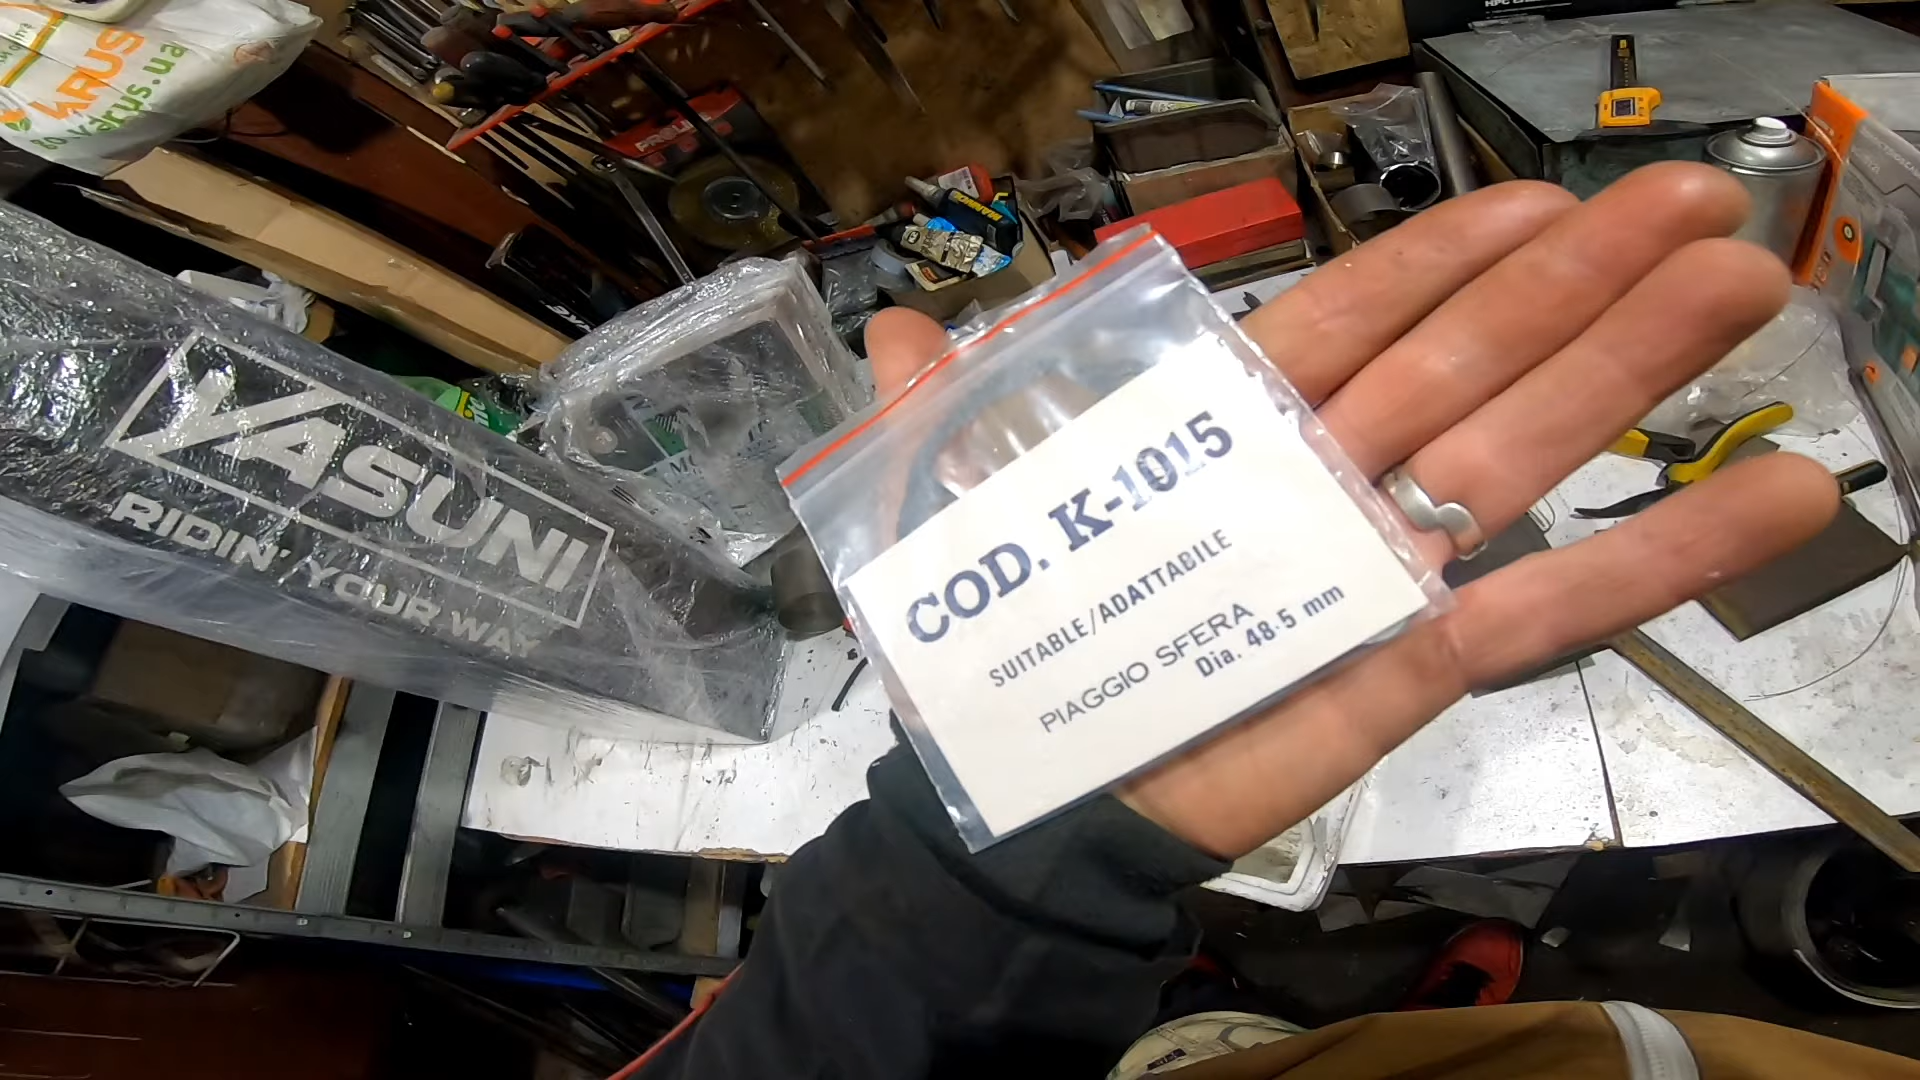 YASUNI
RIDIN' YOUR WAY
COD. K-1015
SUITABLE/ADATTABILE
PIAGGIO SFERA
Dia. 48·5 mm